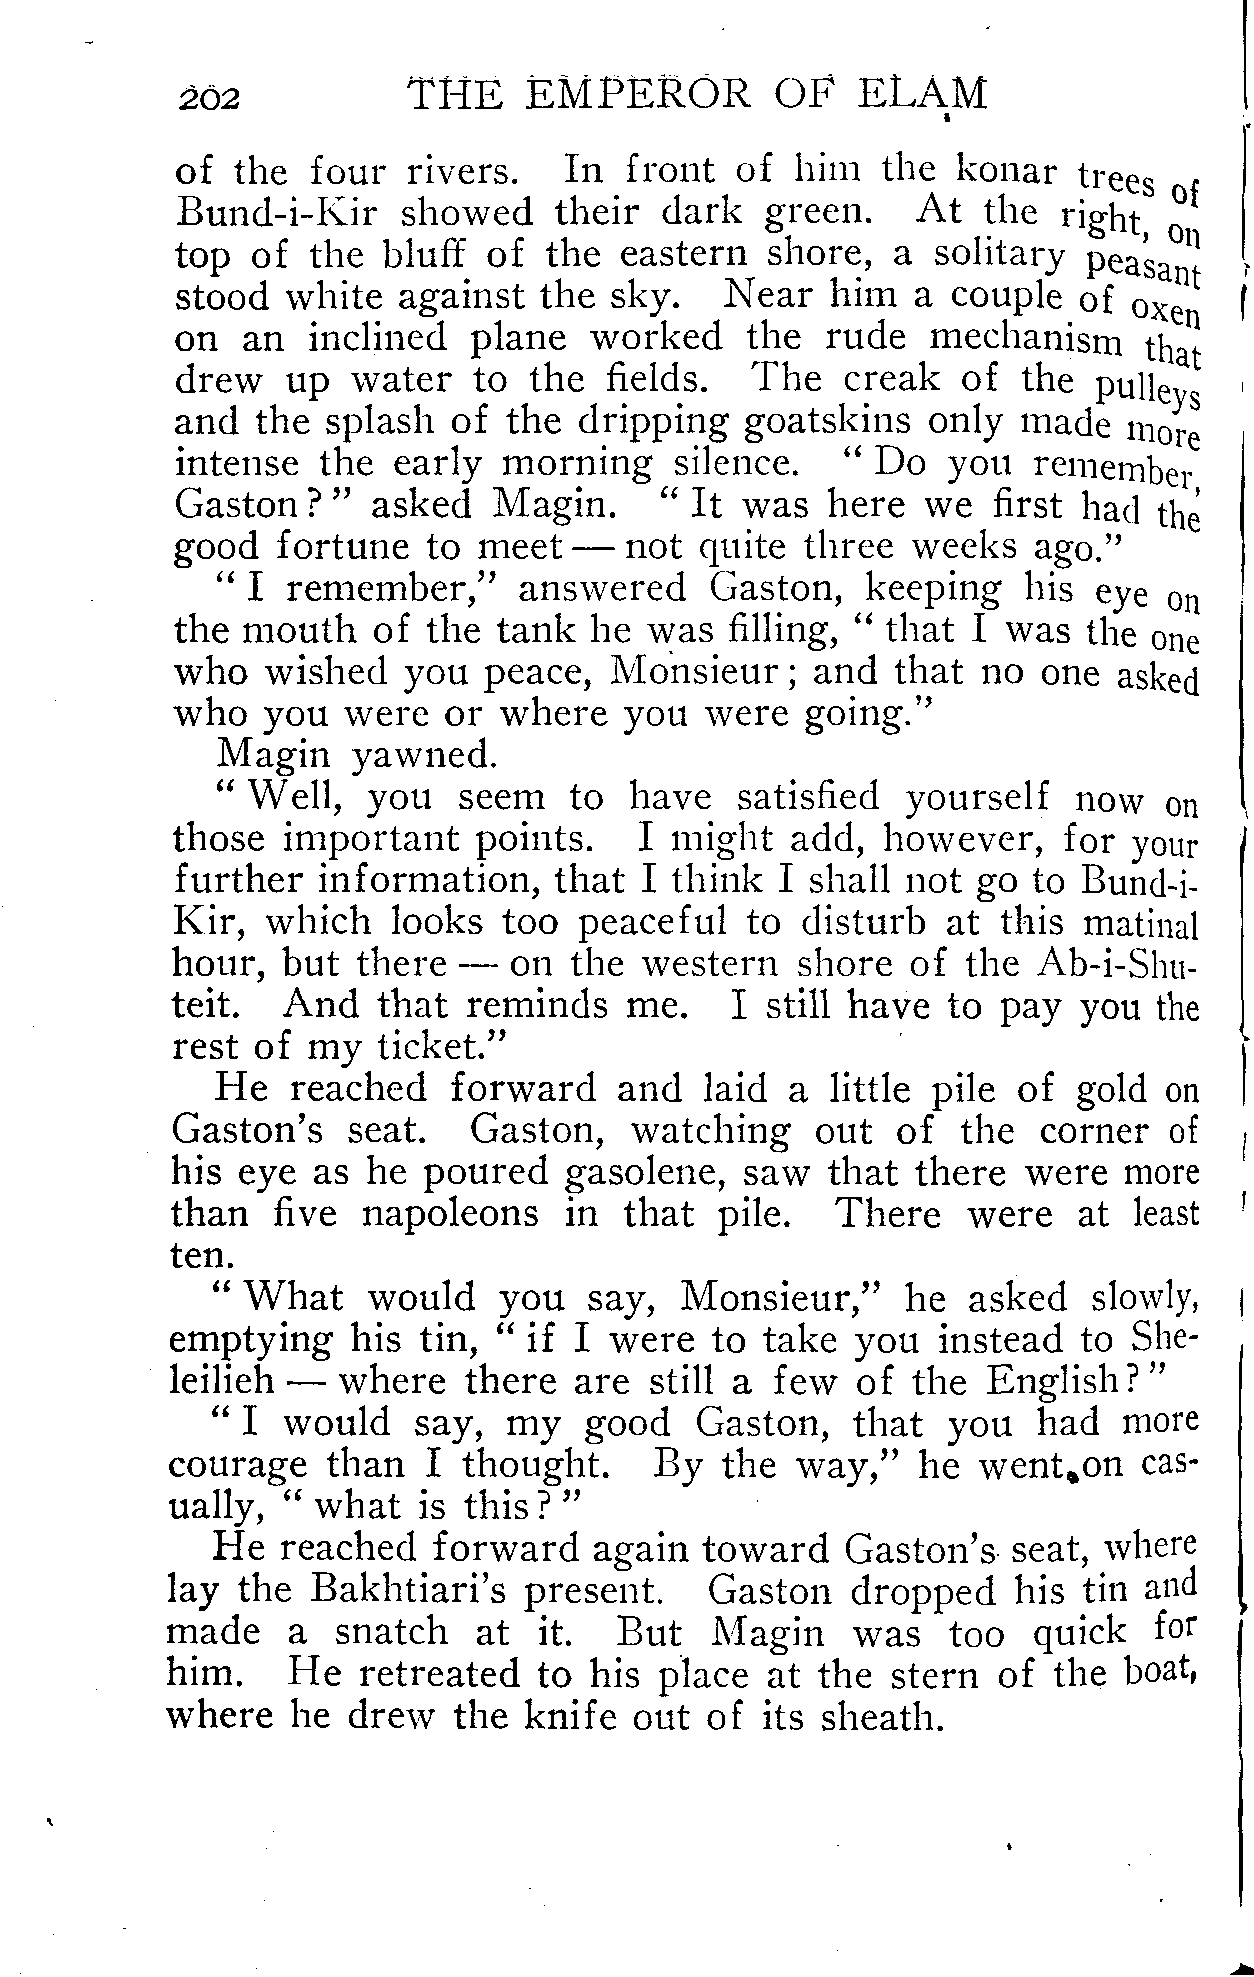 202 THE EMPEROR OF ELAM
of the four rivers. In front of him the konar trees of
Bund-i-Kir showed their dark green. At the right, on
top of the bluff of the eastern shore, a solitary peasant
stood white against the sky. Near him a couple of oxen
on an inclined plane worked the rude mechanism that
drew up water to the fields. The creak of the pulleys
and the splash of the dripping goatskins only made more
intense the early morning silence. “Do you remember,
Gaston?” asked Magin. “It was here we first had the
good fortune to meet — not quite three weeks ago.”
“I remember,” answered Gaston, keeping his eye on
the mouth of the tank he was filling, “that I was the one
who wished you peace, Monsieur; and that no one asked
who you were or where you were going.”
Magin yawned.
“Well, you seem to have satisfied yourself now on
those important points. I might add, however, for your
further information, that I think I shall not go to Bund-i-
Kir, which looks too peaceful to disturb at this matinal
hour, but there — on the western shore of the Ab-i-Shu-
teit. And that reminds me. I still have to pay you the
rest of my ticket.”
He reached forward and laid a little pile of gold on
Gaston's seat. Gaston, watching out of the corner of
his eye as he poured gasolene, saw that there were more
than five napoleons in that pile. There were at least
ten.
“What would you say, Monsieur,” he asked slowly,
emptying his tin, “if I were to take you instead to She-
leilieh — where there are still a few of the English?”
“I would say, my good Gaston, that you had more
courage than I thought. By the way,” he went on cas-
ually, “what is this?”
He reached forward again toward Gaston's seat, where
lay the Bakhtiari's present. Gaston dropped his tin and
made a snatch at it. But Magin was too quick for
him. He retreated to his place at the stern of the boat,
where he drew the knife out of its sheath.